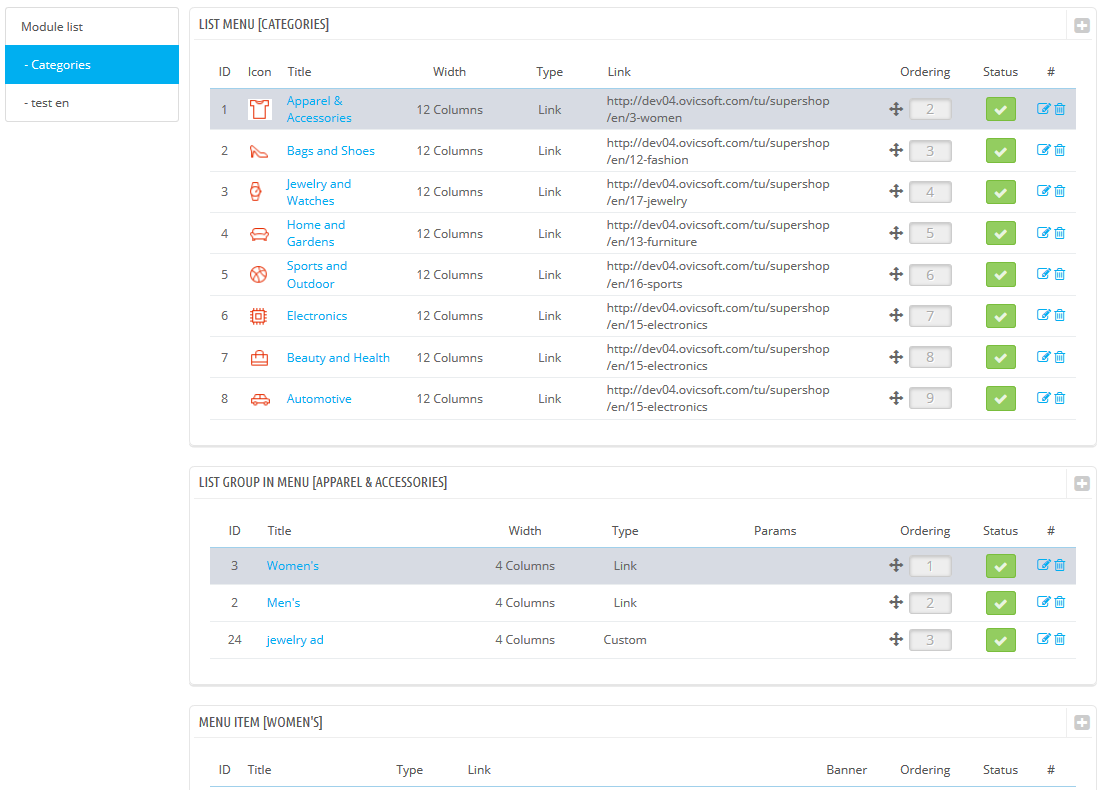 Module list
- Categories
- test en
LIST MENU [CATEGORIES]
ID Icon Title Width Type Link Ordering Status #
1 Apparel & Accessories 12 Columns Link http://dev04.ovicsoft.com/tu/supershop/en/3-women 2
2 Bags and Shoes 12 Columns Link http://dev04.ovicsoft.com/tu/supershop/en/12-fashion 3
3 Jewelry and Watches 12 Columns Link http://dev04.ovicsoft.com/tu/supershop/en/17-jewelry 4
4 Home and Gardens 12 Columns Link http://dev04.ovicsoft.com/tu/supershop/en/13-furniture 5
5 Sports and Outdoor 12 Columns Link http://dev04.ovicsoft.com/tu/supershop/en/16-sports 6
6 Electronics 12 Columns Link http://dev04.ovicsoft.com/tu/supershop/en/15-electronics 7
7 Beauty and Health 12 Columns Link http://dev04.ovicsoft.com/tu/supershop/en/15-electronics 8
8 Automotive 12 Columns Link http://dev04.ovicsoft.com/tu/supershop/en/15-electronics 9
LIST GROUP IN MENU [APPAREL & ACCESSORIES]
ID Title Width Type Params Ordering Status #
3 Women's 4 Columns Link 1
2 Men's 4 Columns Link 2
24 jewelry ad 4 Columns Custom 3
MENU ITEM [WOMEN'S]
ID Title Type Link Banner Ordering Status #